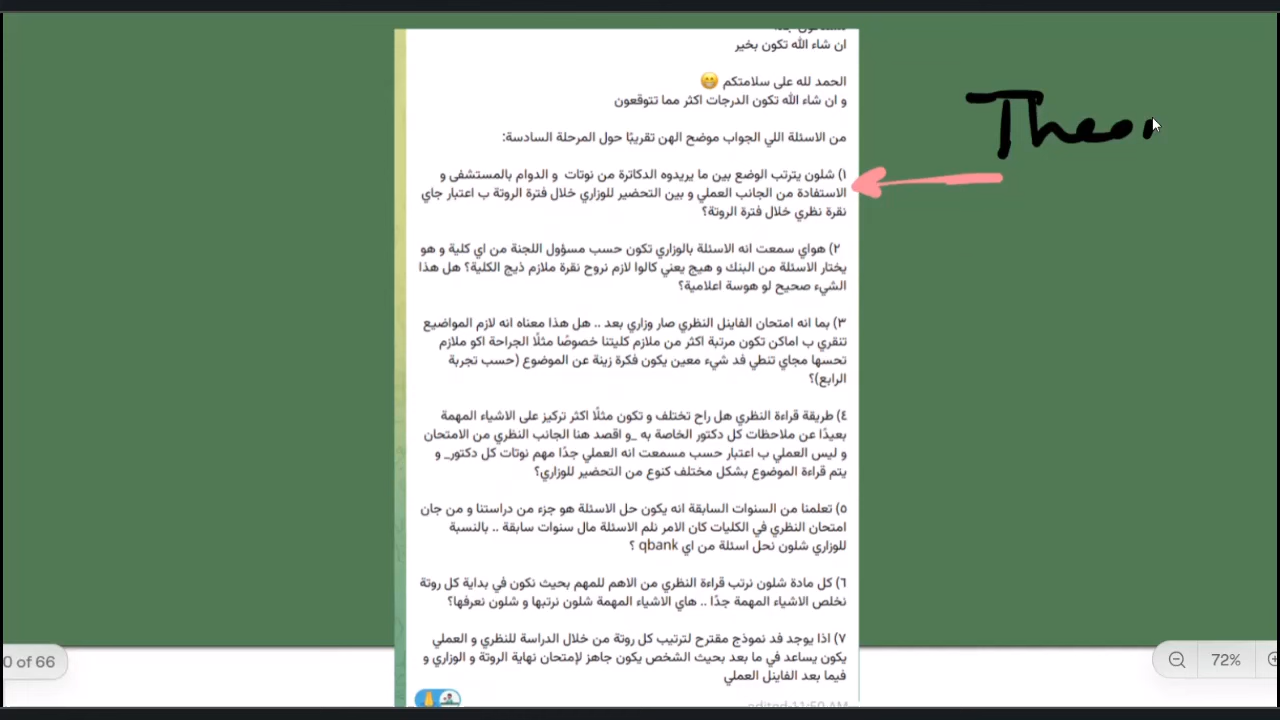 ان شاء الله تكون بخير
الحمد لله على سلامتكم 😁
و ان شاء الله تكون الدرجات اكثر مما تتوقعون
من الاسئلة اللي الجواب موضح الهن تقريبًا حول المرحلة السادسة:
١) شلون يترتب الوضع بين ما يريدوه الدكاترة من نوتات و الدوام بالمستشفى و
الاستفادة من الجانب العملي و بين التحضير للوزاري خلال فترة الروتة ب اعتبار جاي
نقرة نظري خلال فترة الروتة؟
٢) هواي سمعت انه الاسئلة بالوزاري تكون حسب مسؤول اللجنة من اي كلية و هو
يختار الاسئلة من البنك و هيج يعني كالوا لازم نروح نقرة ملازم ذيج الكلية؟ هل هذا
الشيء صحيح لو هوسة اعلامية؟
٣) بما انه امتحان الفاينل النظري صار وزاري بعد .. هل هذا معناه انه لازم المواضيع
تنقري ب اماكن تكون مرتبة اكثر من ملازم كليتنا خصوصًا مثلًا الجراحة اكو ملازم
تحسها مجاي تنطي فد شيء معين يكون فكرة زينة عن الموضوع (حسب تجربة
الرابع)؟
٤) طريقة قراءة النظري هل راح تختلف و تكون مثلًا اكثر تركيز على الاشياء المهمة
بعيدًا عن ملاحظات كل دكتور الخاصة به _و اقصد هنا الجانب النظري من الامتحان
و ليس العملي ب اعتبار حسب مسمعت انه العملي جدًا مهم نوتات كل دكتور_ و
يتم قراءة الموضوع بشكل مختلف كنوع من التحضير للوزاري؟
٥) تعلمنا من السنوات السابقة انه يكون حل الاسئلة هو جزء من دراستنا و من جان
امتحان النظري في الكليات كان الامر نلم الاسئلة مال سنوات سابقة .. بالنسبة
للوزاري شلون نحل اسئلة من اي qbank ؟
٦) كل مادة شلون نرتب قراءة النظري من الاهم للمهم بحيث نكون في بداية كل روتة
نخلص الاشياء المهمة جدًا .. هاي الاشياء المهمة شلون نرتبها و شلون نعرفها؟
٧) اذا يوجد فد نموذج مقترح لترتيب كل روتة من خلال الدراسة للنظري و العملي
يكون يساعد في ما بعد بحيث الشخص يكون جاهز لإمتحان نهاية الروتة و الوزاري و
فيما بعد الفاينل العملي
Theor
0 of 66
72%